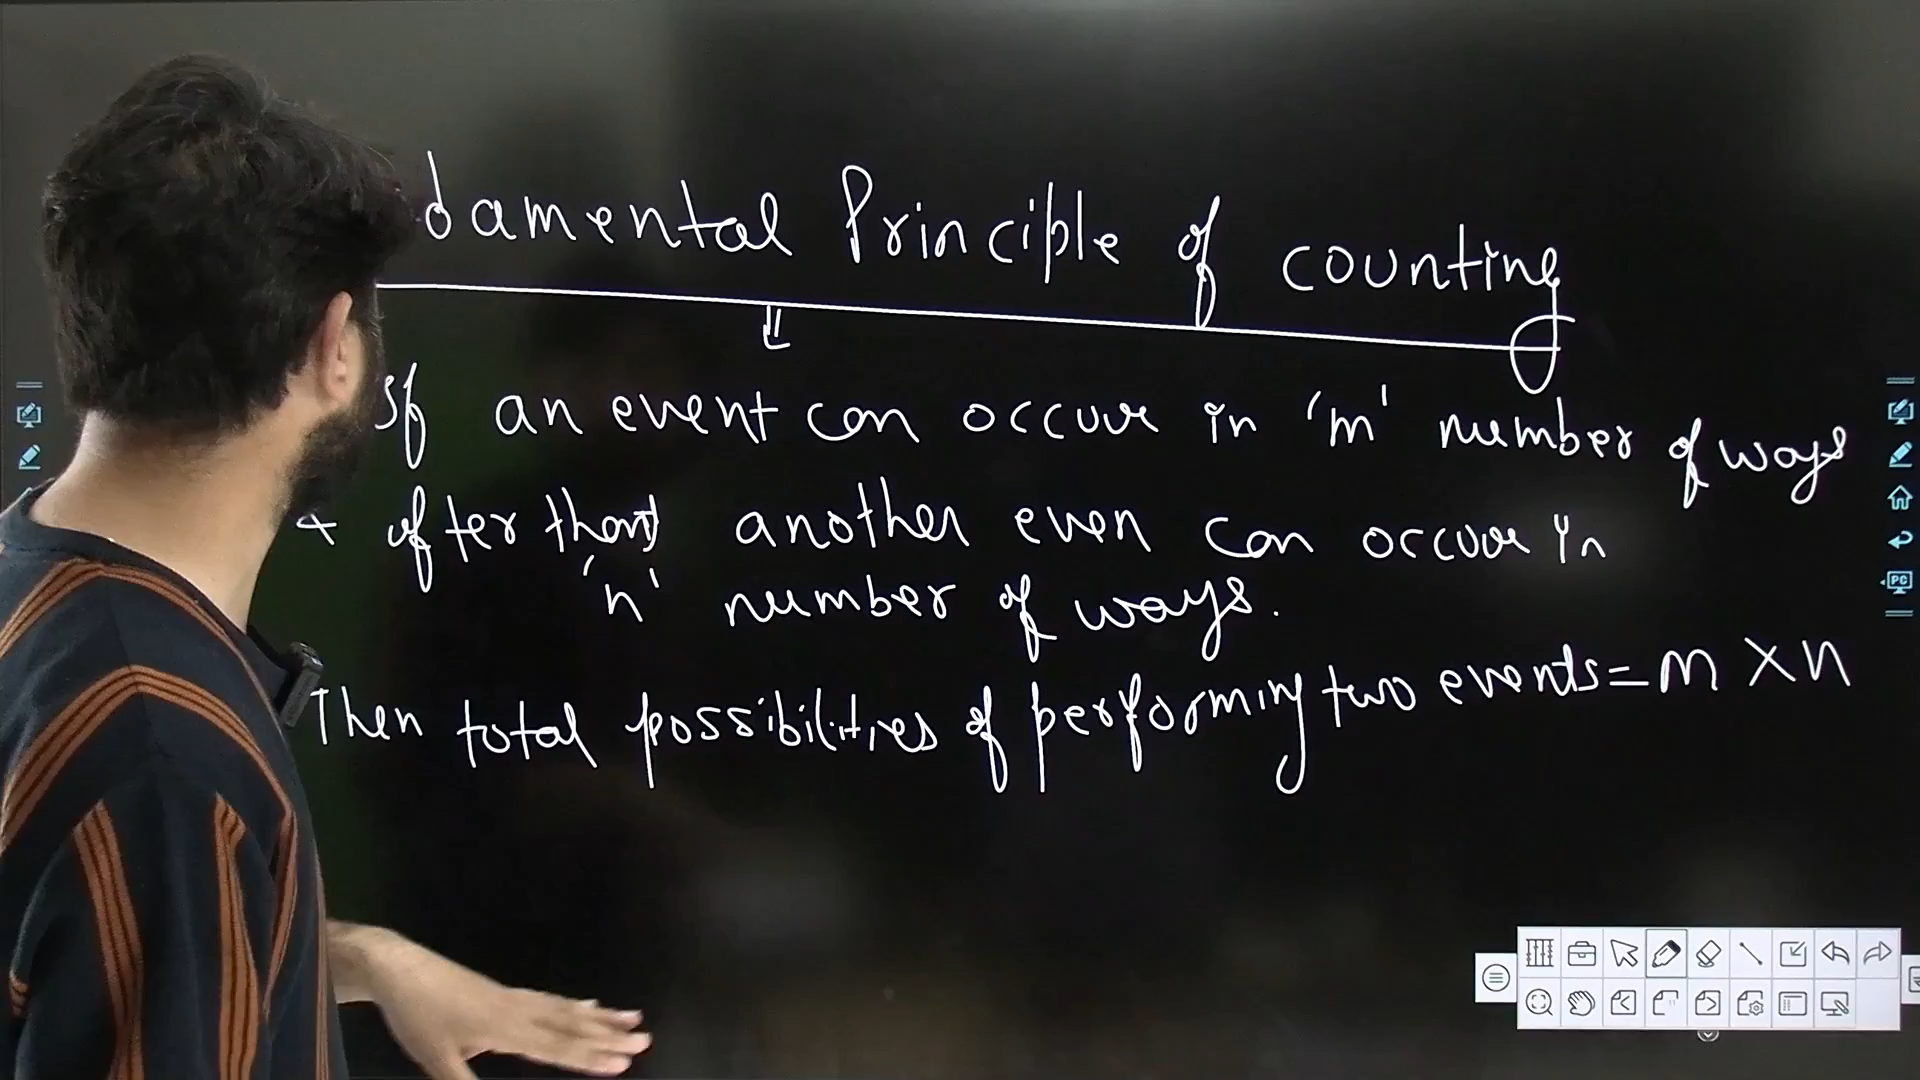 damental Principle of counting
If an event can occur in 'm' number of ways
& after that another even can occur in
'n' number of ways.
Then total possibilities of performing two events = m × n
PC